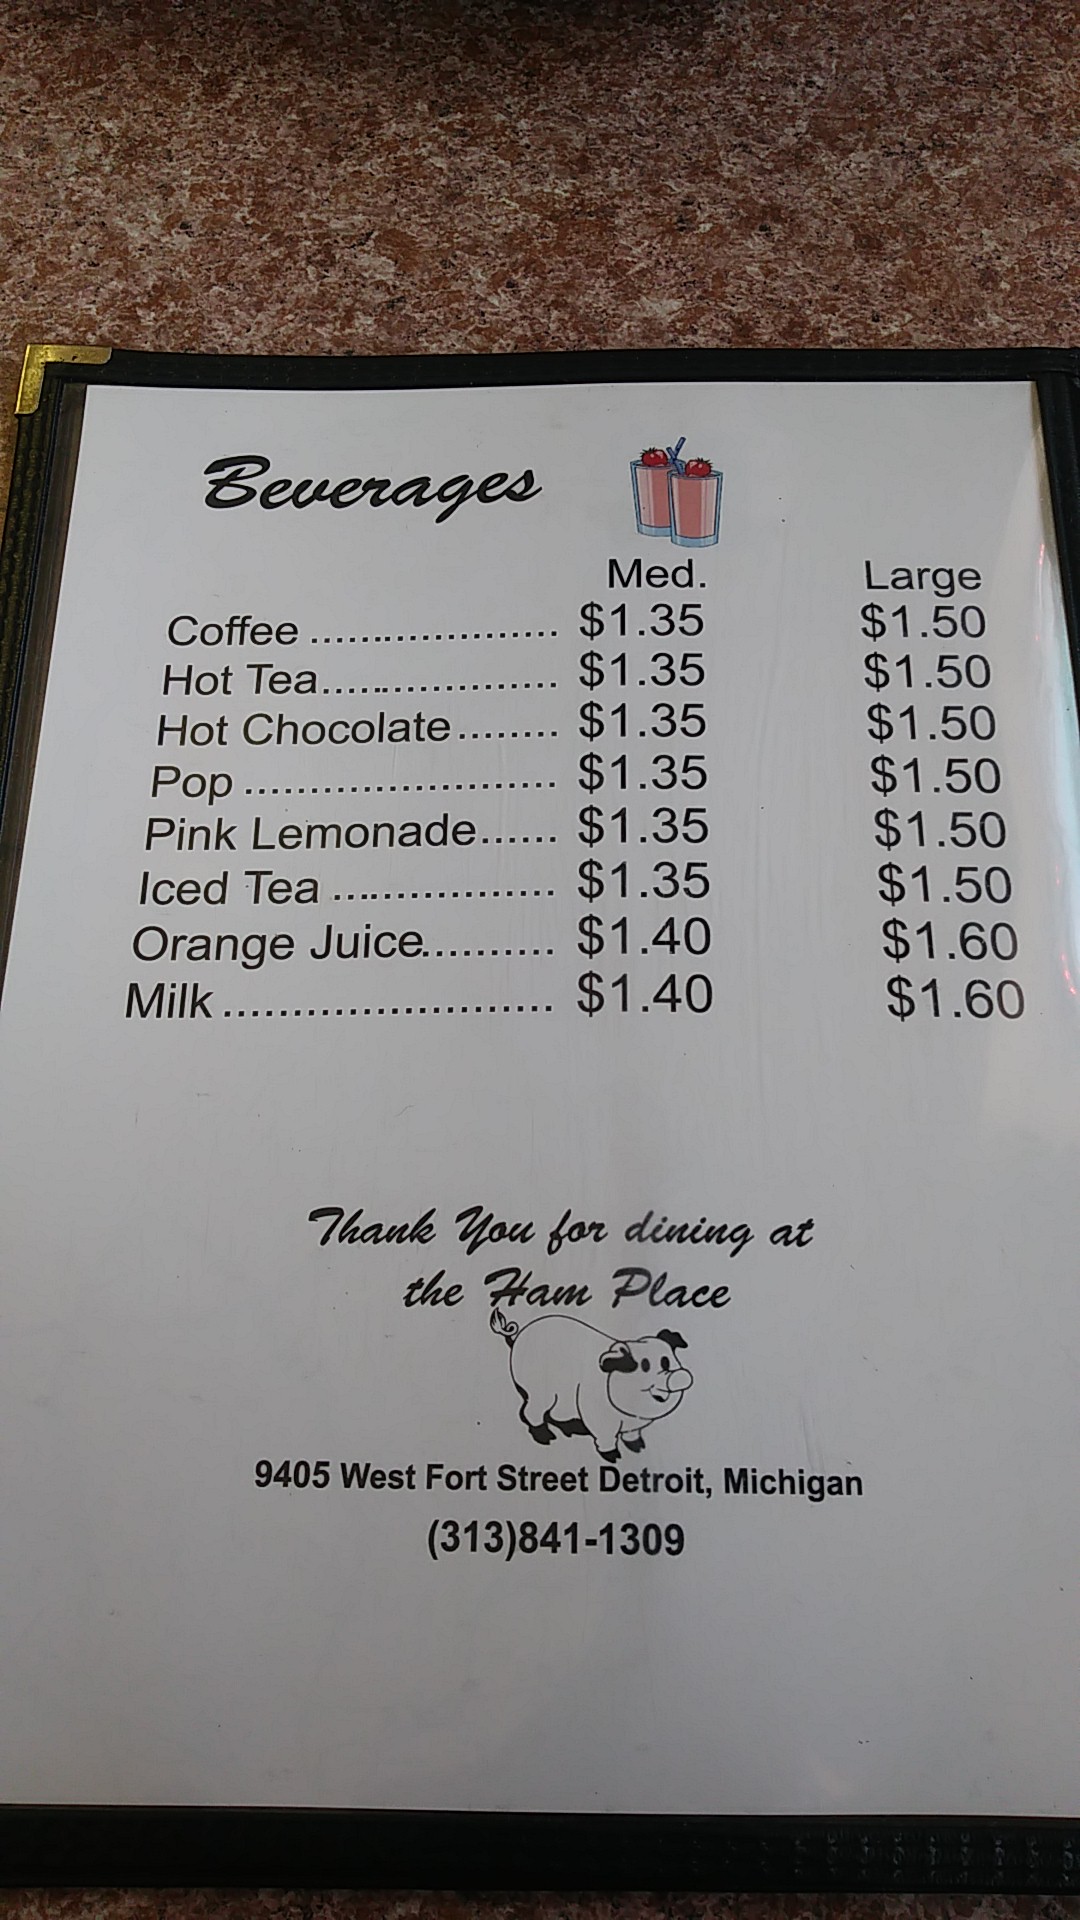 Beverages
Med. Large
Coffee .................... $1.35 $1.50
Hot Tea................... $1.35 $1.50
Hot Chocolate........ $1.35 $1.50
Pop ........................ $1.35 $1.50
Pink Lemonade...... $1.35 $1.50
Iced Tea ................. $1.35 $1.50
Orange Juice.......... $1.40 $1.60
Milk ........................ $1.40 $1.60
Thank You for dining at
the Ham Place
9405 West Fort Street Detroit, Michigan
(313)841-1309